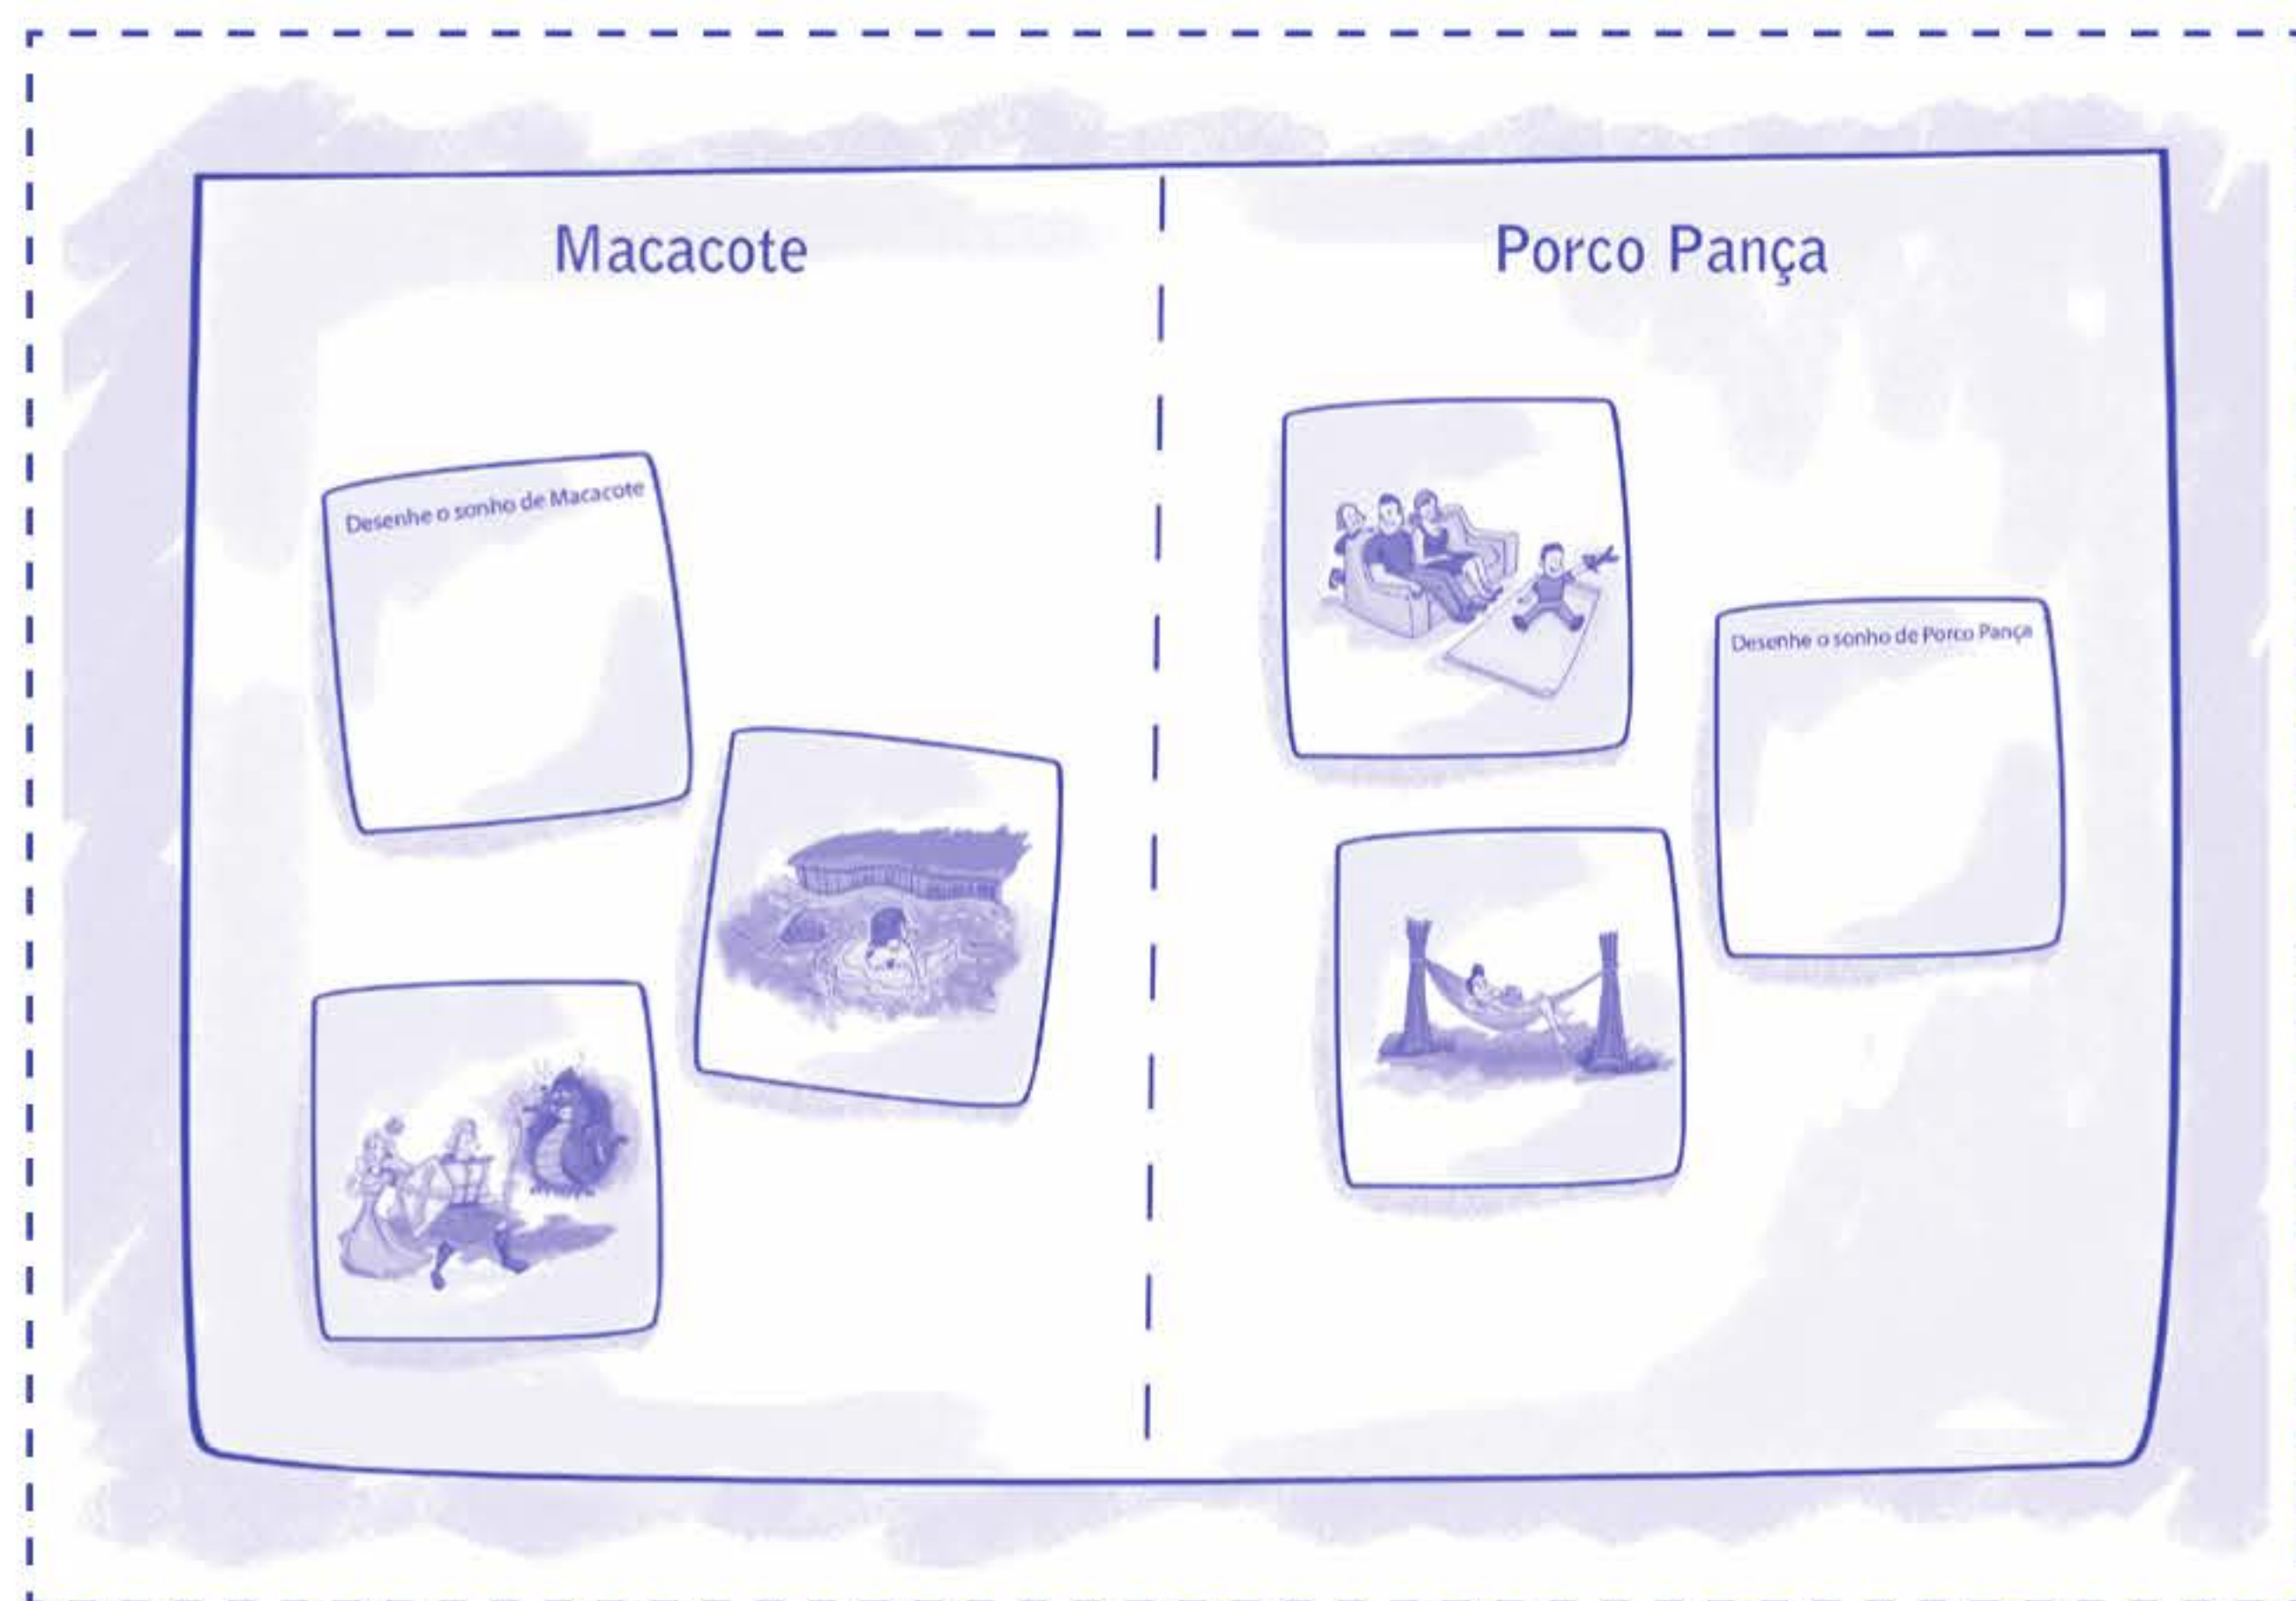 Macacote
Desenhe o sonho de Macacote
Porco Pança
Desenhe o sonho de Porco Pança